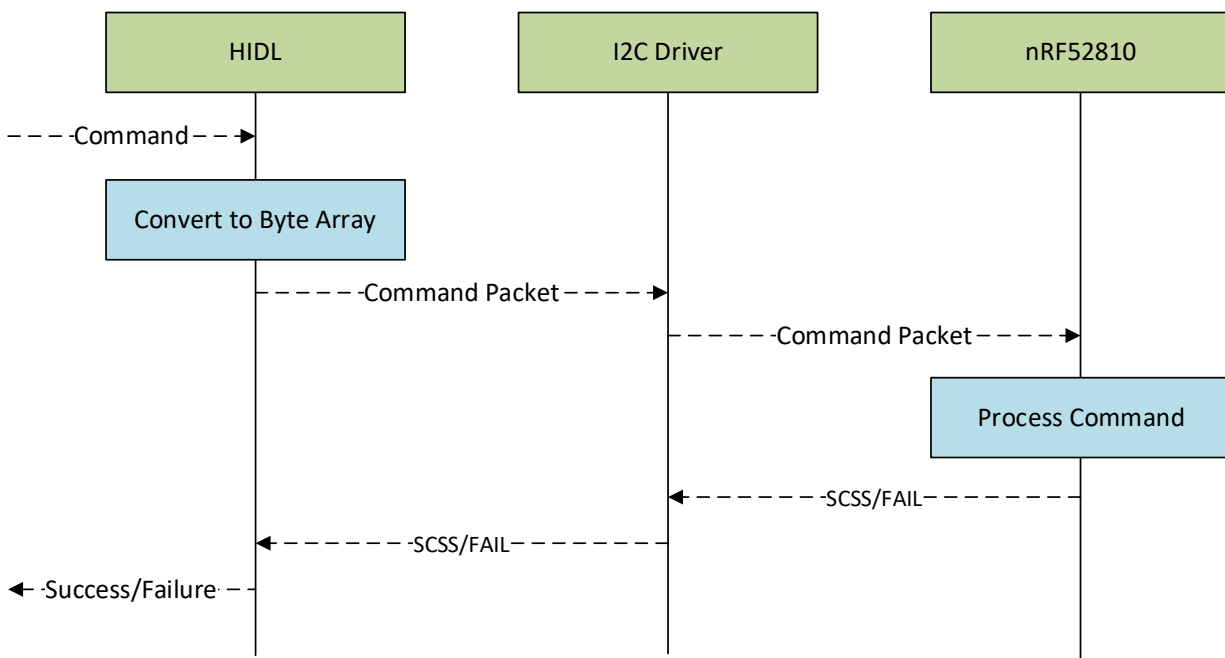 HIDL
I2C Driver
nRF52810
Command
Convert to Byte Array
Command Packet
Command Packet
Process Command
SCSS/FAIL
SCSS/FAIL
Success/Failure